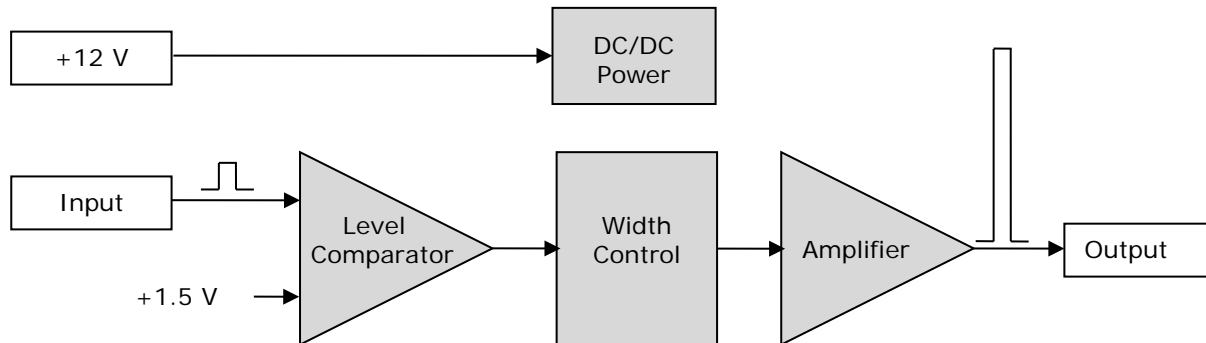 +12 V
DC/DC
Power
Input
Level
Comparator
Width
Control
Amplifier
Output
+1.5 V